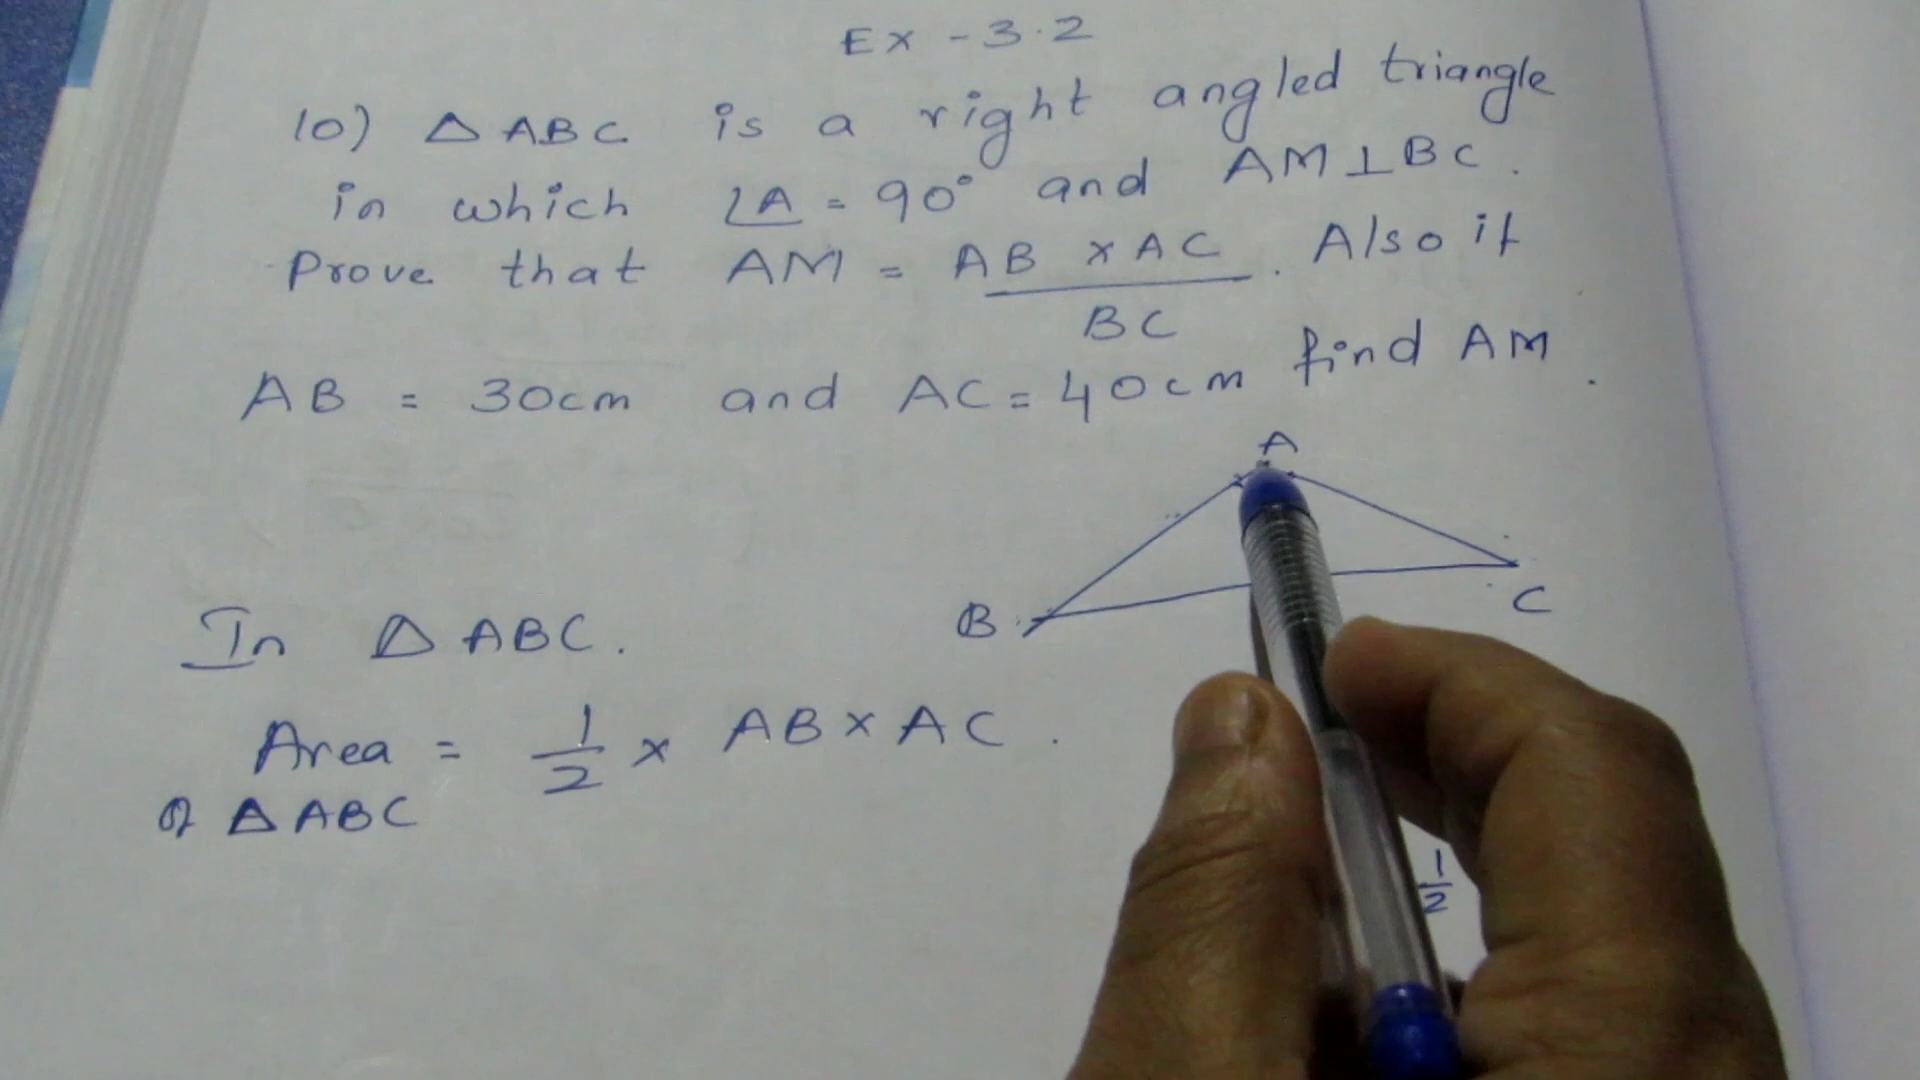 Ex - 3.2
10) △ ABC is a right angled triangle
in which ∠A = 90° and AM ⊥ BC.
Prove that AM = AB × AC / BC. Also if
AB = 30cm and AC = 40cm find AM.
A
B
C
In △ ABC.
Area = 1/2 × AB × AC.
of △ ABC
1/2